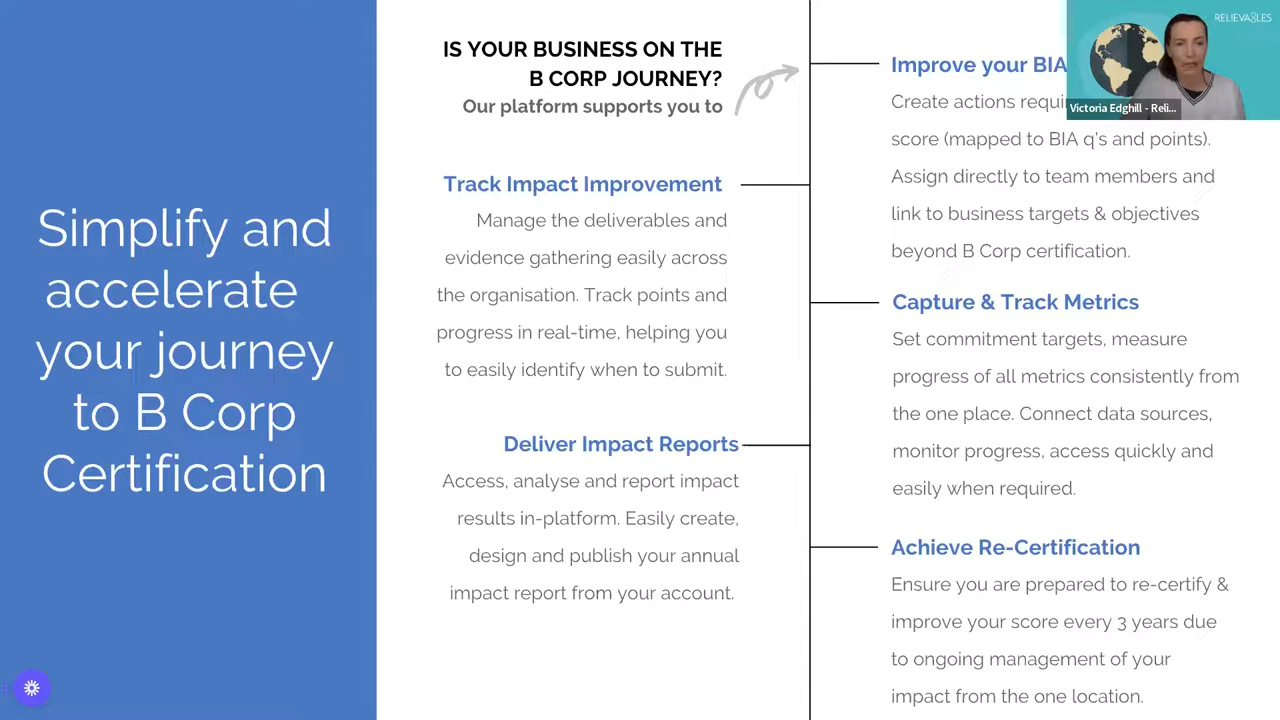 Simplify and
accelerate
your journey
to B Corp
Certification
IS YOUR BUSINESS ON THE
B CORP JOURNEY?
Our platform supports you to
Track Impact Improvement
Manage the deliverables and
evidence gathering easily across
the organisation. Track points and
progress in real-time, helping you
to easily identify when to submit.
Deliver Impact Reports
Access, analyse and report impact
results in-platform. Easily create,
design and publish your annual
impact report from your account.
Improve your BIA
Create actions
score (mapped to BIA q's and points).
Assign directly to team members and
link to business targets & objectives
beyond B Corp certification.
Capture & Track Metrics
Set commitment targets, measure
progress of all metrics consistently from
the one place. Connect data sources,
monitor progress, access quickly and
easily when required.
Achieve Re-Certification
Ensure you are prepared to re-certify &
improve your score every 3 years due
to ongoing management of your
impact from the one location.
RELIEVABLES
Victoria Edghill - Reli...